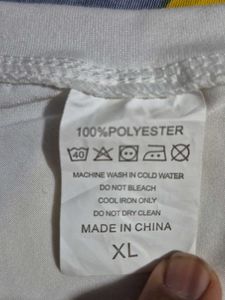 100%POLYESTER
40
MACHINE WASH IN COLD WATER
DO NOT BLEACH
COOL IRON ONLY
DO NOT DRY CLEAN
MADE IN CHINA
XL